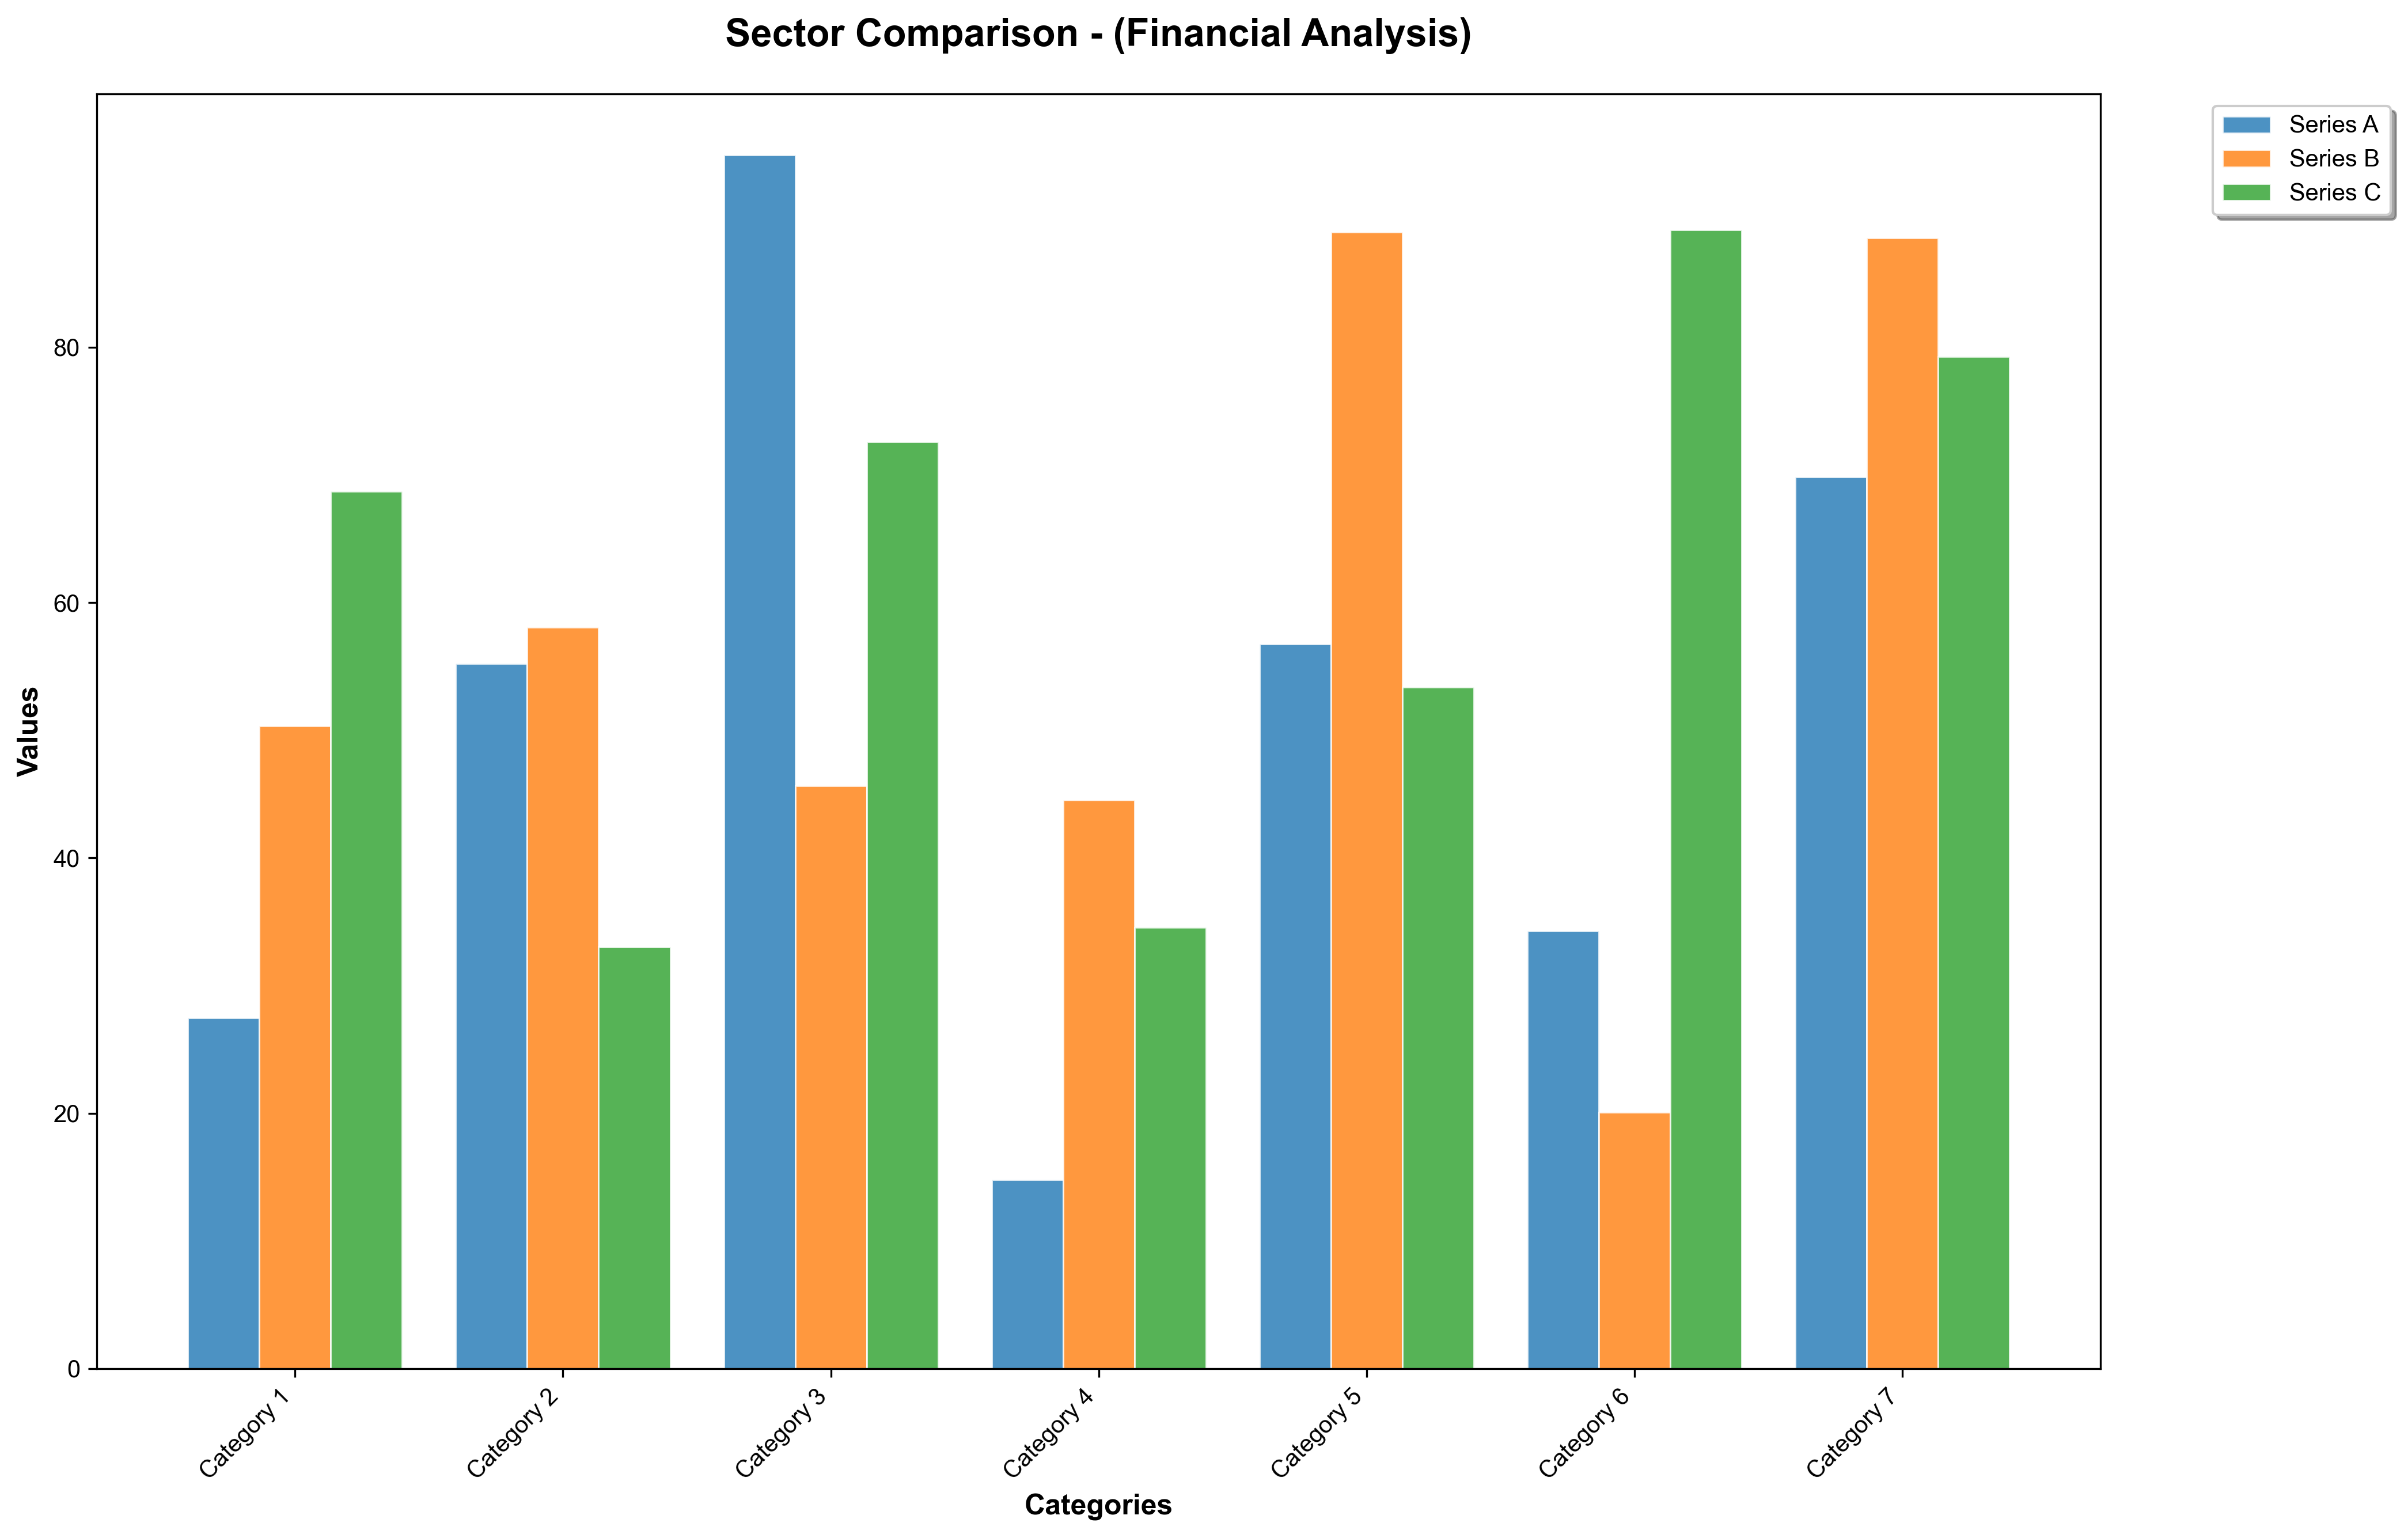 Sector Comparison - (Financial Analysis)
Series A
Series B
Series C
Values
80
60
40
20
0
Category 1
Category 2
Category 3
Category 4
Category 5
Category 6
Category 7
Categories